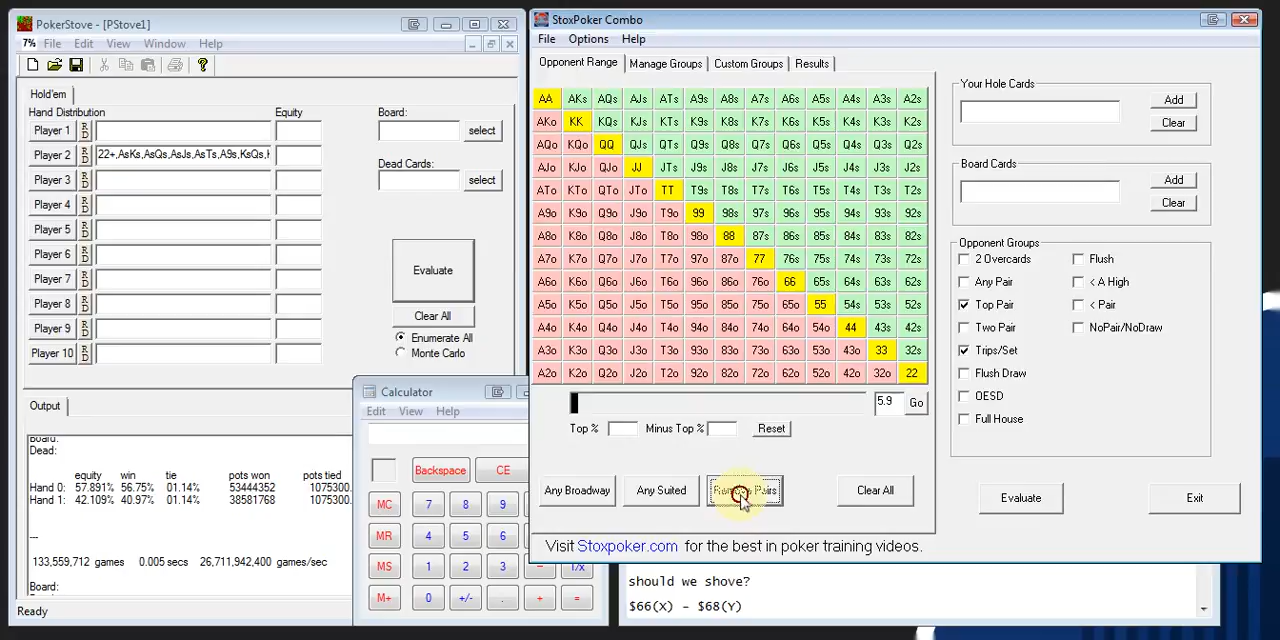 PokerStove - [PStove1]
7% File Edit View Window Help
Hold'em
Hand Distribution Equity
Board:
select
Dead Cards:
select
Player 1 R D
Player 2 R D 22+,AsKs,AsQs,AsJs,AsTs,A9s,KsQs,
Player 3 R D
Player 4 R D
Player 5 R D
Player 6 R D
Player 7 R D
Player 8 R D
Player 9 R D
Player 10 R D
Evaluate
Clear All
Enumerate All
Monte Carlo
Output
Board:
Dead:
equity win tie pots won pots tied
Hand 0: 57.891% 56.75% 01.14% 53444352 1075300.
Hand 1: 42.109% 40.97% 01.14% 38581768 1075300.
---
133,559,712 games 0.005 secs 26,711,942,400 games/sec
Board:
Ready
Calculator
Edit View Help
Backspace CE
MC 7 8 9
MR 4 5 6
MS 1 2 3 - 1/x
M+ 0 +/- . + =
StoxPoker Combo
File Options Help
Opponent Range Manage Groups Custom Groups Results
AA AKs AQs AJs ATs A9s A8s A7s A6s A5s A4s A3s A2s
AKo KK KQs KJs KTs K9s K8s K7s K6s K5s K4s K3s K2s
AQo KQo QQ QJs QTs Q9s Q8s Q7s Q6s Q5s Q4s Q3s Q2s
AJo KJo QJo JJ JTs J9s J8s J7s J6s J5s J4s J3s J2s
ATo KTo QTo JTo TT T9s T8s T7s T6s T5s T4s T3s T2s
A9o K9o Q9o J9o T9o 99 98s 97s 96s 95s 94s 93s 92s
A8o K8o Q8o J8o T8o 98o 88 87s 86s 85s 84s 83s 82s
A7o K7o Q7o J7o T7o 97o 87o 77 76s 75s 74s 73s 72s
A6o K6o Q6o J6o T6o 96o 86o 76o 66 65s 64s 63s 62s
A5o K5o Q5o J5o T5o 95o 85o 75o 65o 55 54s 53s 52s
A4o K4o Q4o J4o T4o 94o 84o 74o 64o 54o 44 43s 42s
A3o K3o Q3o J3o T3o 93o 83o 73o 63o 53o 43o 33 32s
A2o K2o Q2o J2o T2o 92o 82o 72o 62o 52o 42o 32o 22
5.9 Go
Top % Minus Top % Reset
Any Broadway Any Suited Remove Pairs Clear All
Visit Stoxpoker.com for the best in poker training videos.
Your Hole Cards
Add
Clear
Board Cards
Add
Clear
Opponent Groups
2 Overcards Flush
Any Pair < A High
Top Pair < Pair
Two Pair NoPair/NoDraw
Trips/Set
Flush Draw
OESD
Full House
Evaluate Exit
should we shove?
$66(X) - $68(Y)